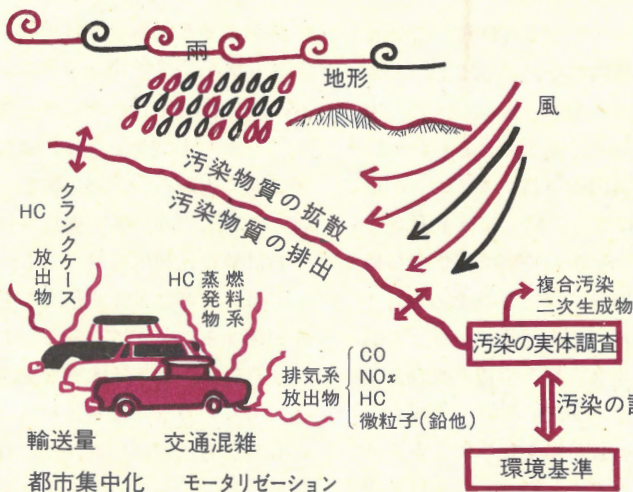 雨
地形
風
汚染物質の拡散
汚染物質の排出
クランクケース
放出物
HC
燃料系
蒸発物
HC
複合汚染
二次生成物
汚染の実体調査
排気系
放出物
CO
NOx
HC
微粒子(鉛他)
汚染の
環境基準
輸送量
交通混雑
都市集中化
モータリゼーション